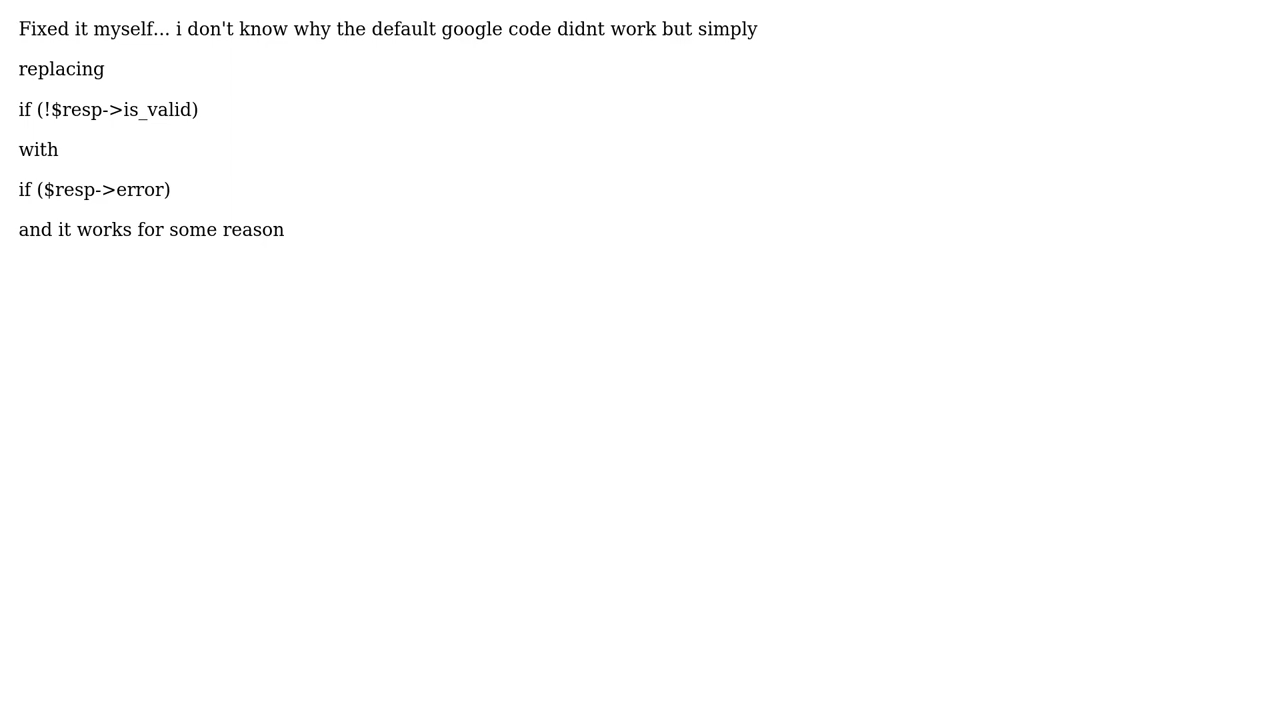 Fixed it myself... i don't know why the default google code didnt work but simply
replacing
if (!$resp->is_valid)
with
if ($resp->error)
and it works for some reason